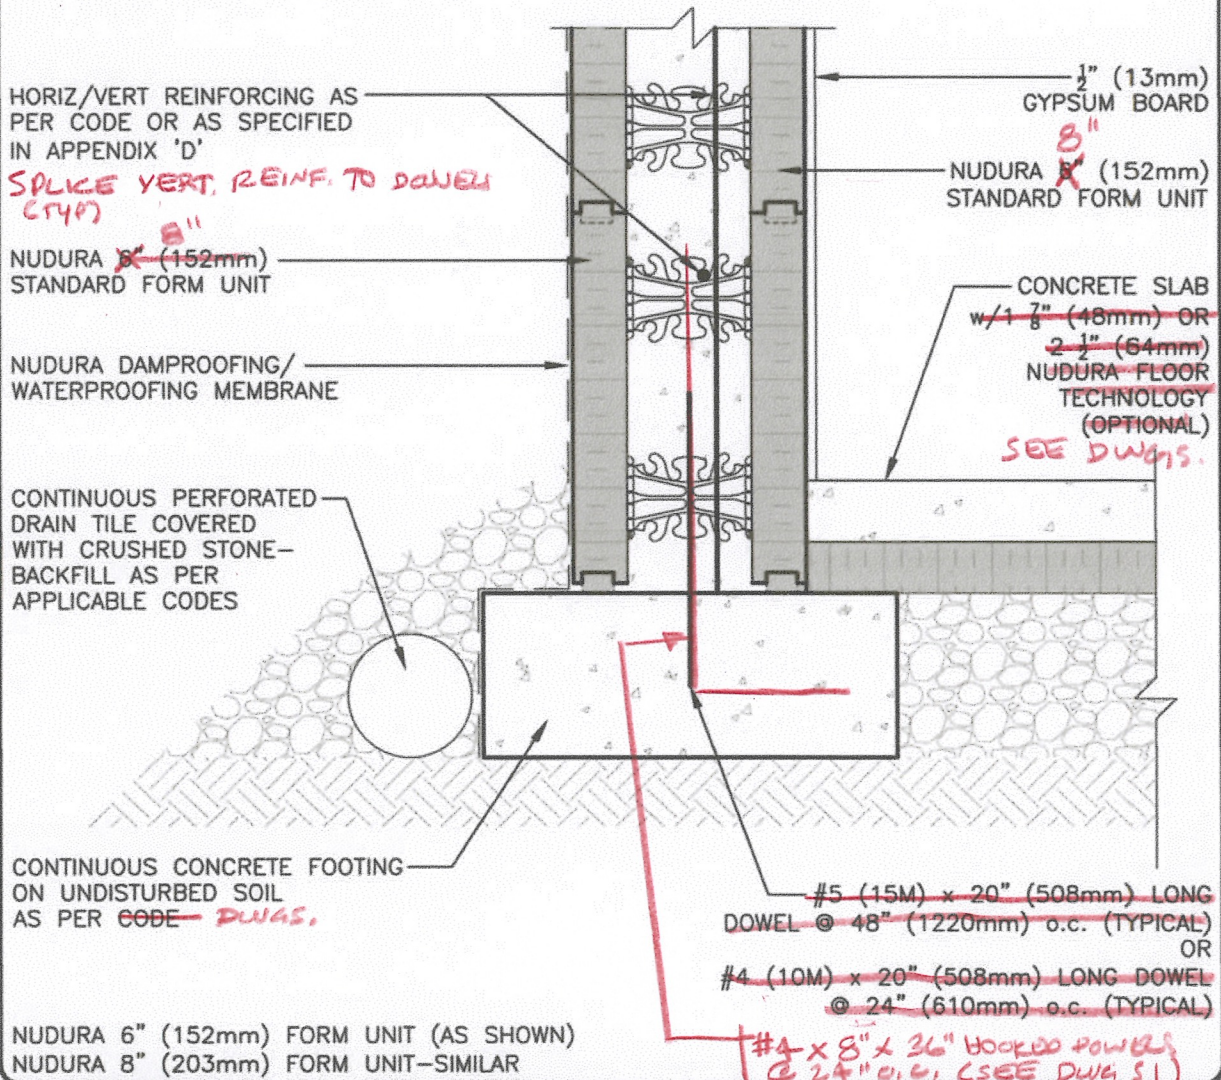 HORIZ/VERT REINFORCING AS
PER CODE OR AS SPECIFIED
IN APPENDIX 'D'
SPLICE VERT. REINF. TO DOWELS
(TYP)
8"
NUDURA 6" (152mm)
STANDARD FORM UNIT
NUDURA DAMPROOFING/
WATERPROOFING MEMBRANE
CONTINUOUS PERFORATED
DRAIN TILE COVERED
WITH CRUSHED STONE-
BACKFILL AS PER
APPLICABLE CODES
CONTINUOUS CONCRETE FOOTING
ON UNDISTURBED SOIL
AS PER CODE DWGS.
NUDURA 6" (152mm) FORM UNIT (AS SHOWN)
NUDURA 8" (203mm) FORM UNIT-SIMILAR
½" (13mm)
GYPSUM BOARD
8"
NUDURA 6" (152mm)
STANDARD FORM UNIT
CONCRETE SLAB
w/1 ⅞" (48mm) OR
2 ½" (64mm)
NUDURA FLOOR
TECHNOLOGY
(OPTIONAL)
SEE DWGS.
#5 (15M) x 20" (508mm) LONG
DOWEL @ 48" (1220mm) o.c. (TYPICAL)
OR
#4 (10M) x 20" (508mm) LONG DOWEL
@ 24" (610mm) o.c. (TYPICAL)
#4 x 8" x 36" HOOKED DOWELS
@ 24" O.C. (SEE DWG S1)